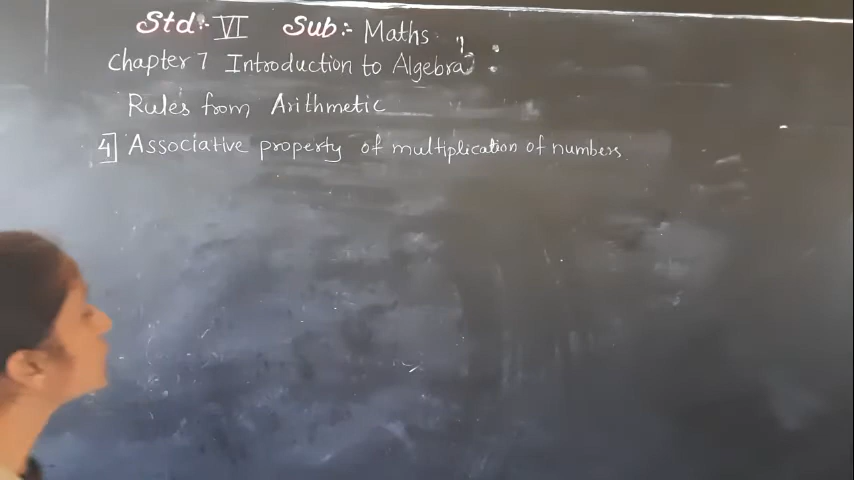 Std:- VI Sub:- Maths.
Chapter 7 Introduction to Algebra
Rules from Arithmetic
4] Associative property of multiplication of numbers.